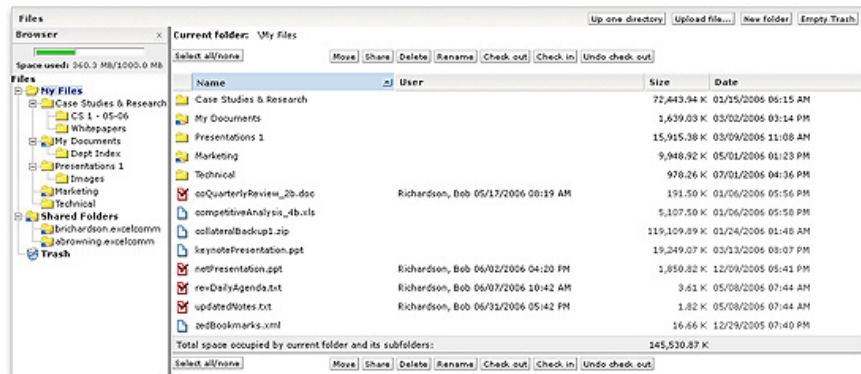 Files
Up one directory Upload file... New folder Empty Trash
Browser x
Space used: 360.3 MB/1000.0 MB
Files
My Files
Case Studies & Research
CS 1 - 05-06
Whitepapers
My Documents
Dept Index
Presentations 1
Images
Marketing
Technical
Shared Folders
brichardson.excelcomm
abrowning.excelcomm
Trash
Current folder: \My Files
Select all/none Move Share Delete Rename Check out Check in Undo check out
Name User Size Date
Case Studies & Research 72,443.94 K 01/15/2006 06:15 AM
My Documents 1,639.03 K 03/02/2006 03:14 PM
Presentations 1 15,915.38 K 03/09/2006 11:08 AM
Marketing 9,948.92 K 05/01/2006 01:23 PM
Technical 978.26 K 07/01/2006 04:36 PM
coQuarterlyReview_2b.doc Richardson, Bob 05/17/2006 08:19 AM 191.50 K 01/06/2006 05:56 PM
competitiveAnalysis_4b.xls 5,107.50 K 01/06/2006 05:58 PM
collateralBackup1.zip 119,109.89 K 01/24/2006 01:48 AM
keynotePresentation.ppt 19,249.07 K 03/13/2006 08:07 PM
netPresentation.ppt Richardson, Bob 06/02/2006 04:20 PM 1,850.82 K 12/09/2005 05:41 PM
revDailyAgenda.txt Richardson, Bob 06/07/2006 10:42 AM 3.61 K 05/08/2006 07:44 AM
updatedNotes.txt Richardson, Bob 06/31/2006 05:42 PM 1.82 K 05/08/2006 07:44 AM
zedBookmarks.xml 16.66 K 12/29/2005 07:40 PM
Total space occupied by current folder and its subfolders: 145,530.87 K
Select all/none Move Share Delete Rename Check out Check in Undo check out